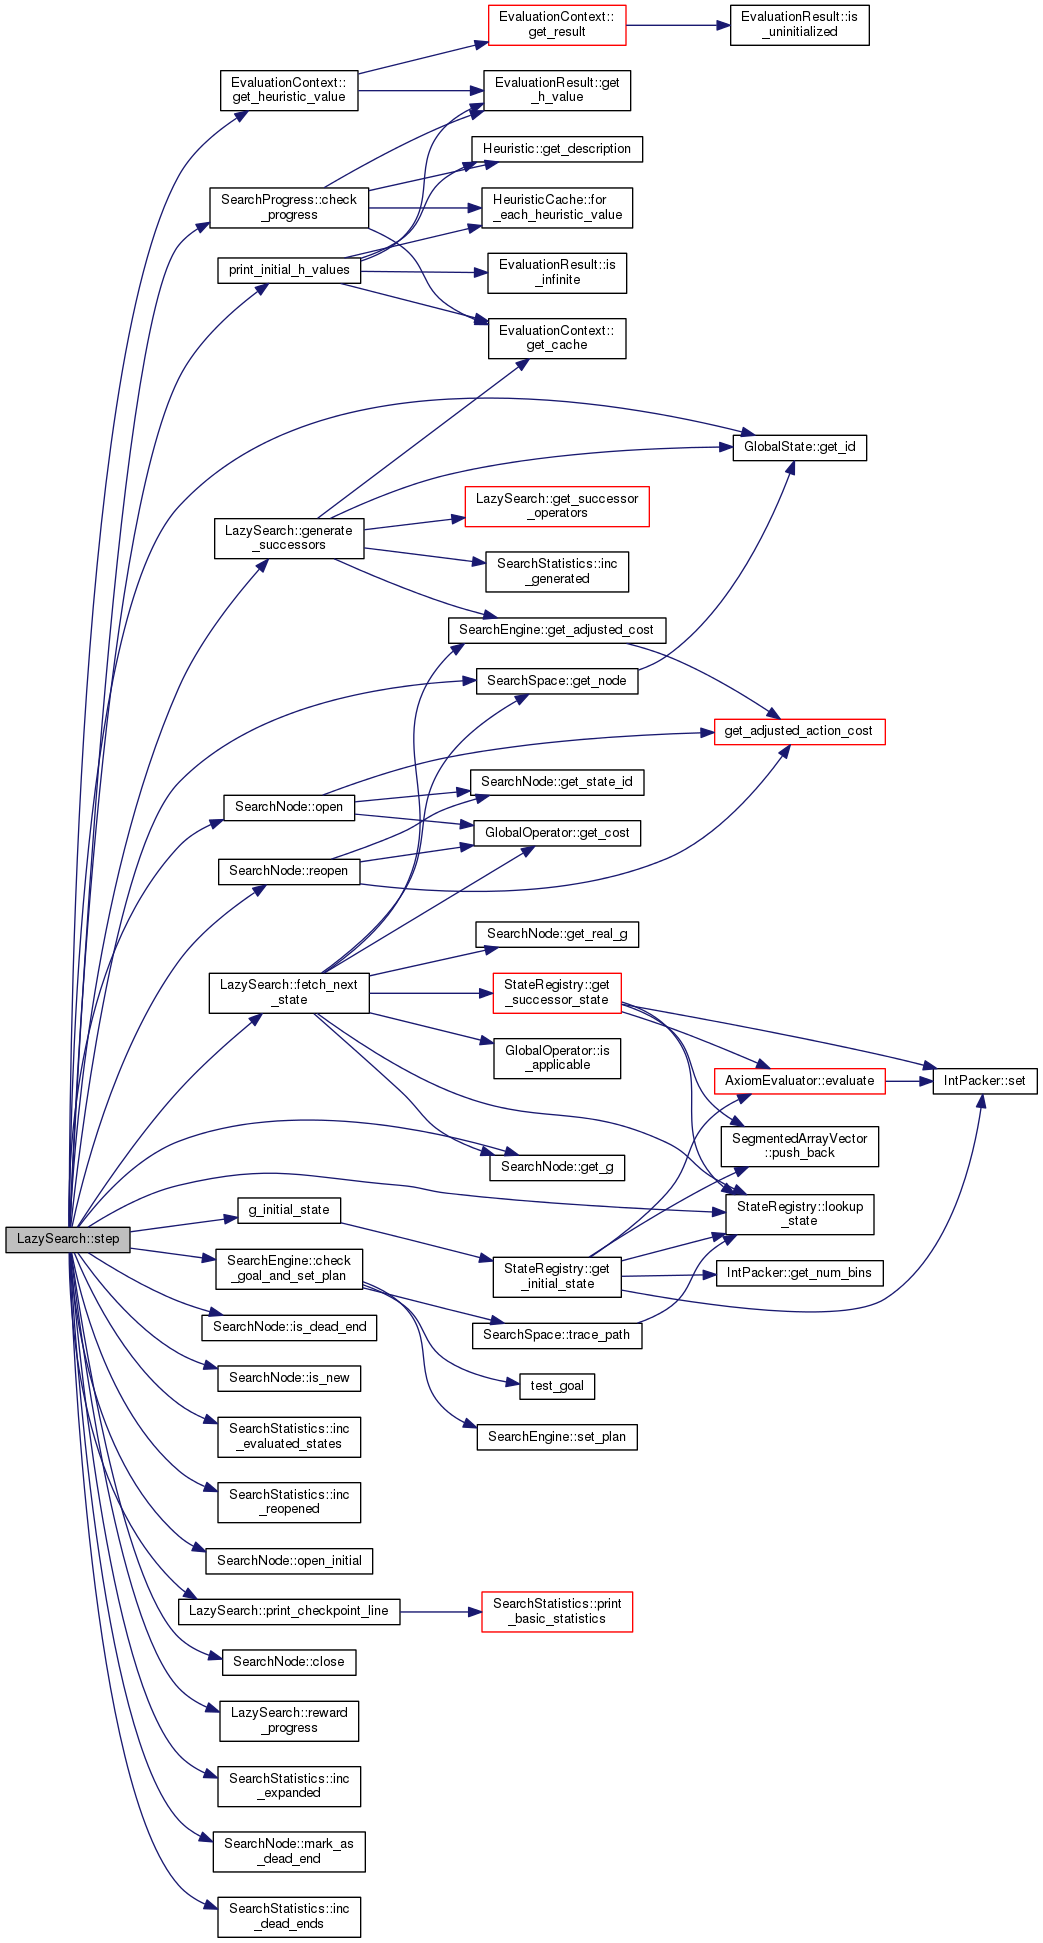 EvaluationContext::
get_result
EvaluationResult::is
_uninitialized
EvaluationContext::
get_heuristic_value
EvaluationResult::get
_h_value
Heuristic::get_description
SearchProgress::check
_progress
HeuristicCache::for
_each_heuristic_value
print_initial_h_values
EvaluationResult::is
_infinite
EvaluationContext::
get_cache
GlobalState::get_id
LazySearch::get_successor
_operators
LazySearch::generate
_successors
SearchStatistics::inc
_generated
SearchEngine::get_adjusted_cost
SearchSpace::get_node
get_adjusted_action_cost
SearchNode::get_state_id
SearchNode::open
GlobalOperator::get_cost
SearchNode::reopen
SearchNode::get_real_g
LazySearch::fetch_next
_state
StateRegistry::get
_successor_state
GlobalOperator::is
_applicable
AxiomEvaluator::evaluate
IntPacker::set
SegmentedArrayVector
::push_back
SearchNode::get_g
StateRegistry::lookup
_state
g_initial_state
LazySearch::step
SearchEngine::check
_goal_and_set_plan
StateRegistry::get
_initial_state
IntPacker::get_num_bins
SearchNode::is_dead_end
SearchSpace::trace_path
SearchNode::is_new
test_goal
SearchStatistics::inc
_evaluated_states
SearchEngine::set_plan
SearchStatistics::inc
_reopened
SearchNode::open_initial
LazySearch::print_checkpoint_line
SearchStatistics::print
_basic_statistics
SearchNode::close
LazySearch::reward
_progress
SearchStatistics::inc
_expanded
SearchNode::mark_as
_dead_end
SearchStatistics::inc
_dead_ends